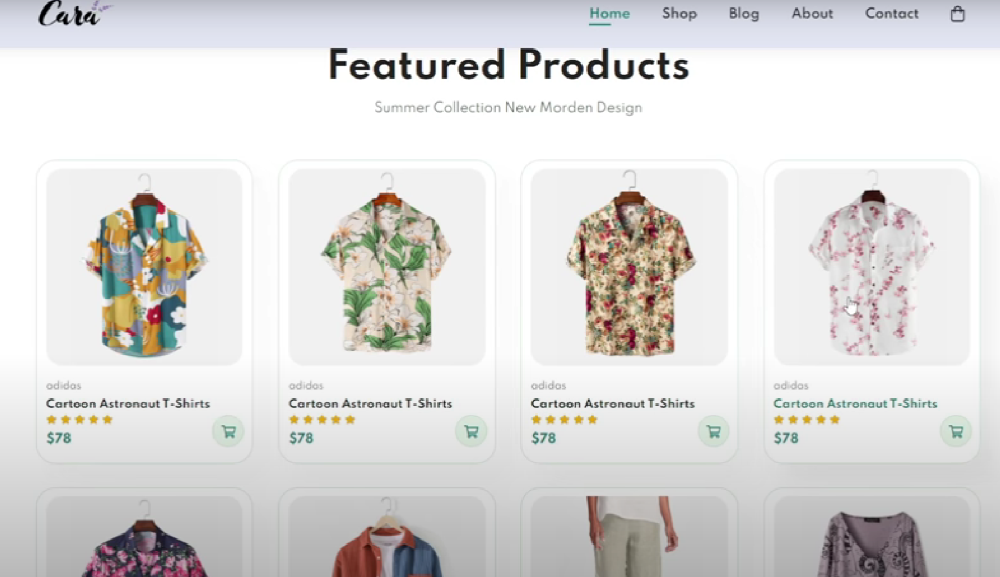 Cara
Home Shop Blog About Contact
Featured Products
Summer Collection New Morden Design
adidas
Cartoon Astronaut T-Shirts
$78
adidas
Cartoon Astronaut T-Shirts
$78
adidas
Cartoon Astronaut T-Shirts
$78
adidas
Cartoon Astronaut T-Shirts
$78